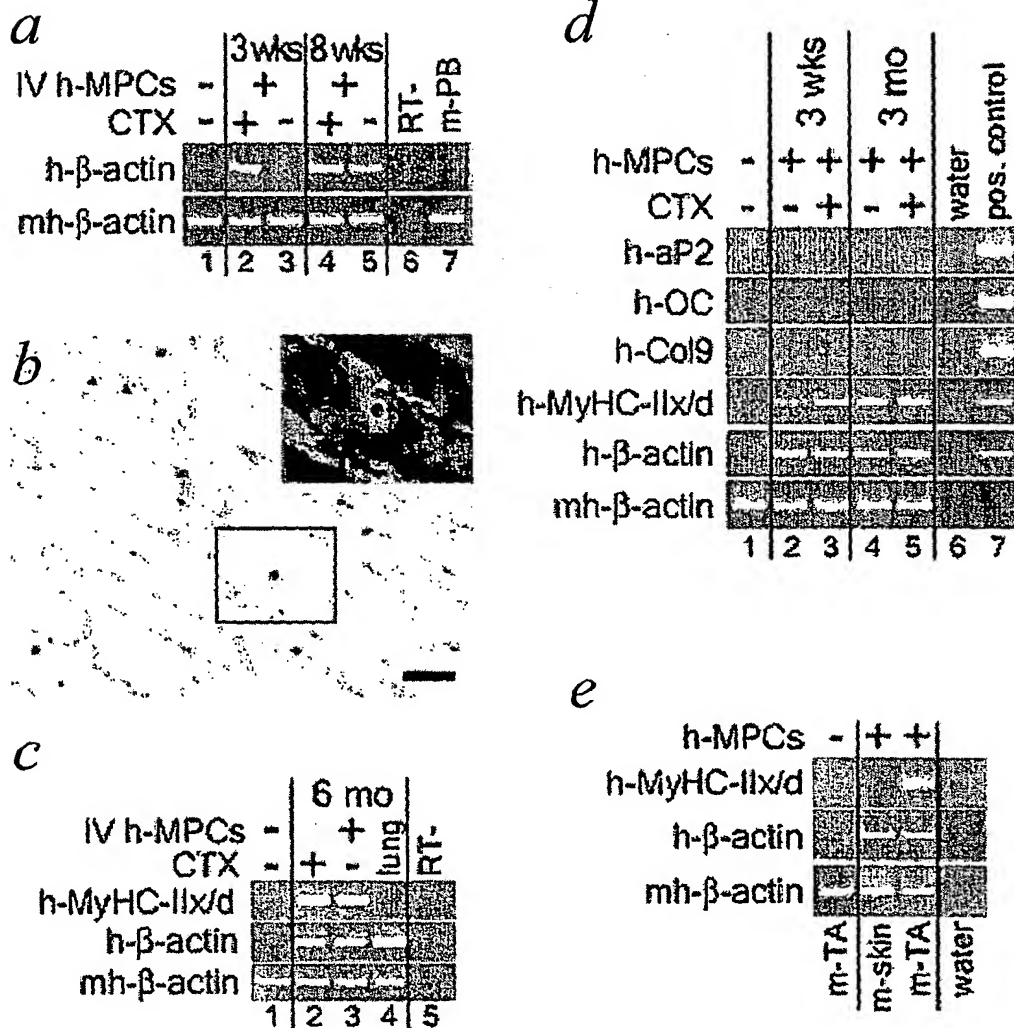 a
3 wks 8 wks
IV h-MPCs - + + RT- m-PB
CTX - + - + -
h-β-actin
mh-β-actin
1 2 3 4 5 6 7
b
c
6 mo
IV h-MPCs - + lung RT-
CTX - + -
h-MyHC-IIx/d
h-β-actin
mh-β-actin
1 2 3 4 5
d
3 wks 3 mo
h-MPCs - + + + + water pos. control
CTX - - + - +
h-aP2
h-OC
h-Col9
h-MyHC-IIx/d
h-β-actin
mh-β-actin
1 2 3 4 5 6 7
e
h-MPCs - + +
h-MyHC-IIx/d
h-β-actin
mh-β-actin
m-TA m-skin m-TA water